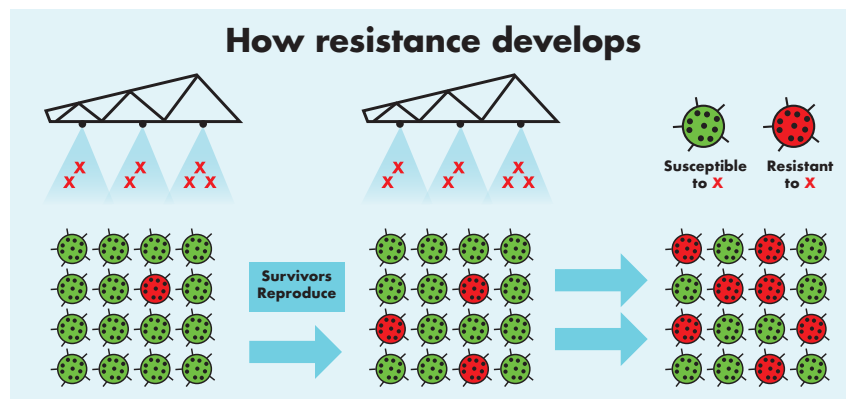 How resistance develops
X
X
X
X
X
X X
X
X
X
X
X
X X
Susceptible
to X
Resistant
to X
Survivors
Reproduce